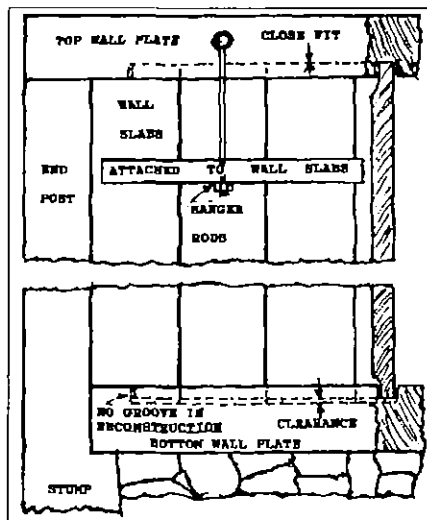 TOP WALL PLATE
CLOSE FIT
WALL
SLABS
END
POST
ATTACHED TO WALL SLABS
HANGER
RODS
NO GROOVE IN
RECONSTRUCTION
CLEARANCE
BOTTOM WALL PLATE
STUMP